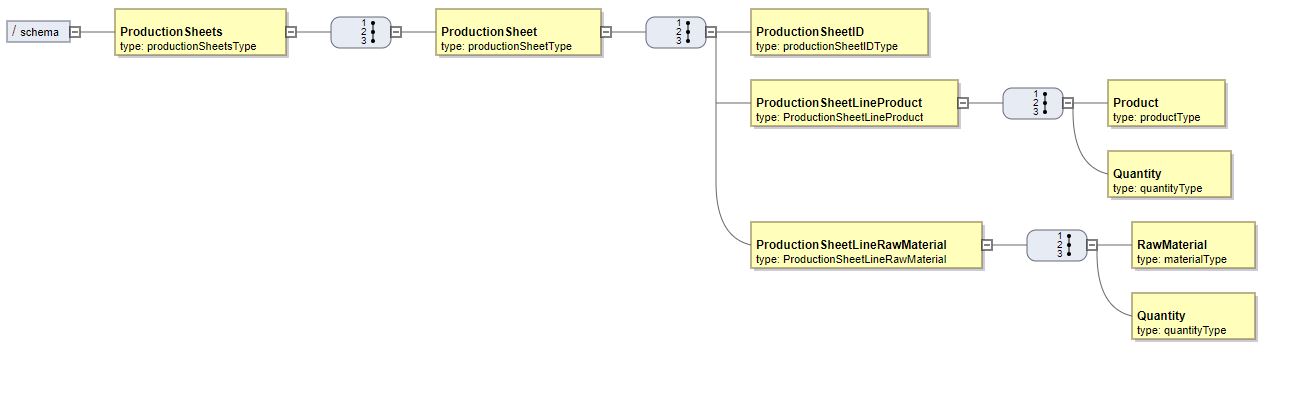 / schema
ProductionSheets
type: productionSheetsType
1
2
3
ProductionSheet
type: productionSheetType
1
2
3
ProductionSheetID
type: productionSheetIDType
ProductionSheetLineProduct
type: ProductionSheetLineProduct
1
2
3
Product
type: productType
Quantity
type: quantityType
ProductionSheetLineRawMaterial
type: ProductionSheetLineRawMaterial
1
2
3
RawMaterial
type: materialType
Quantity
type: quantityType